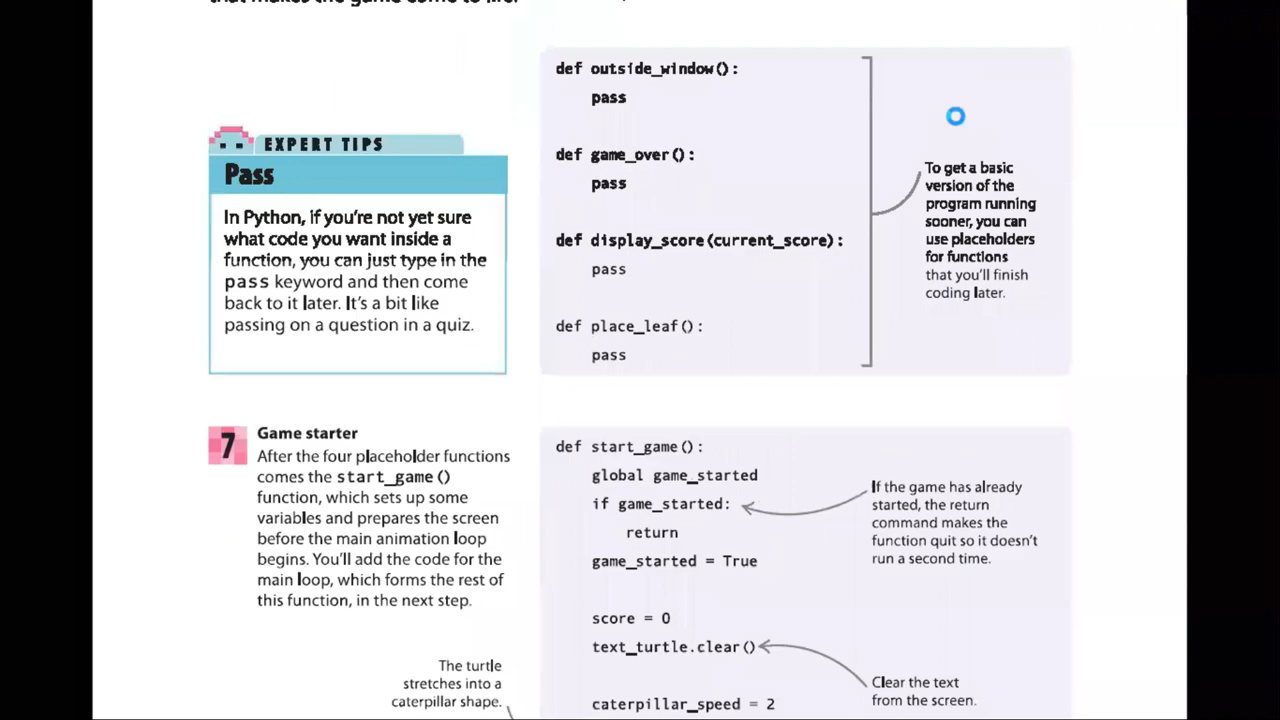 that makes the game come to life.
def outside_window():
pass
def game_over():
pass
def display_score(current_score):
pass
def place_leaf():
pass
To get a basic
version of the
program running
sooner, you can
use placeholders
for functions
that you'll finish
coding later.
EXPERT TIPS
Pass
In Python, if you're not yet sure
what code you want inside a
function, you can just type in the
pass keyword and then come
back to it later. It's a bit like
passing on a question in a quiz.
7
Game starter
After the four placeholder functions
comes the start_game()
function, which sets up some
variables and prepares the screen
before the main animation loop
begins. You'll add the code for the
main loop, which forms the rest of
this function, in the next step.
def start_game():
global game_started
if game_started:
return
game_started = True
score = 0
text_turtle.clear()
caterpillar_speed = 2
If the game has already
started, the return
command makes the
function quit so it doesn't
run a second time.
Clear the text
from the screen.
The turtle
stretches into a
caterpillar shape.